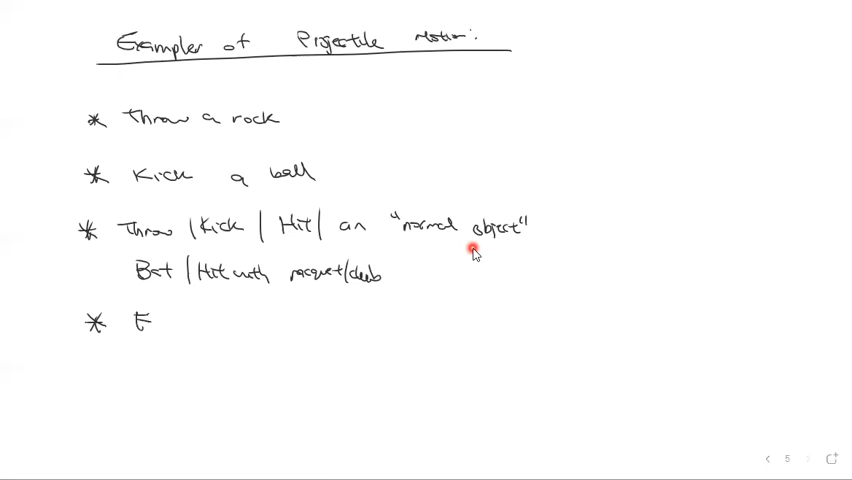 Examples of Projectile Motion:
* Throw a rock
* Kick a ball
* Throw | Kick | Hit | an "normal object"
Bat | Hit with racquet/club
* E
5